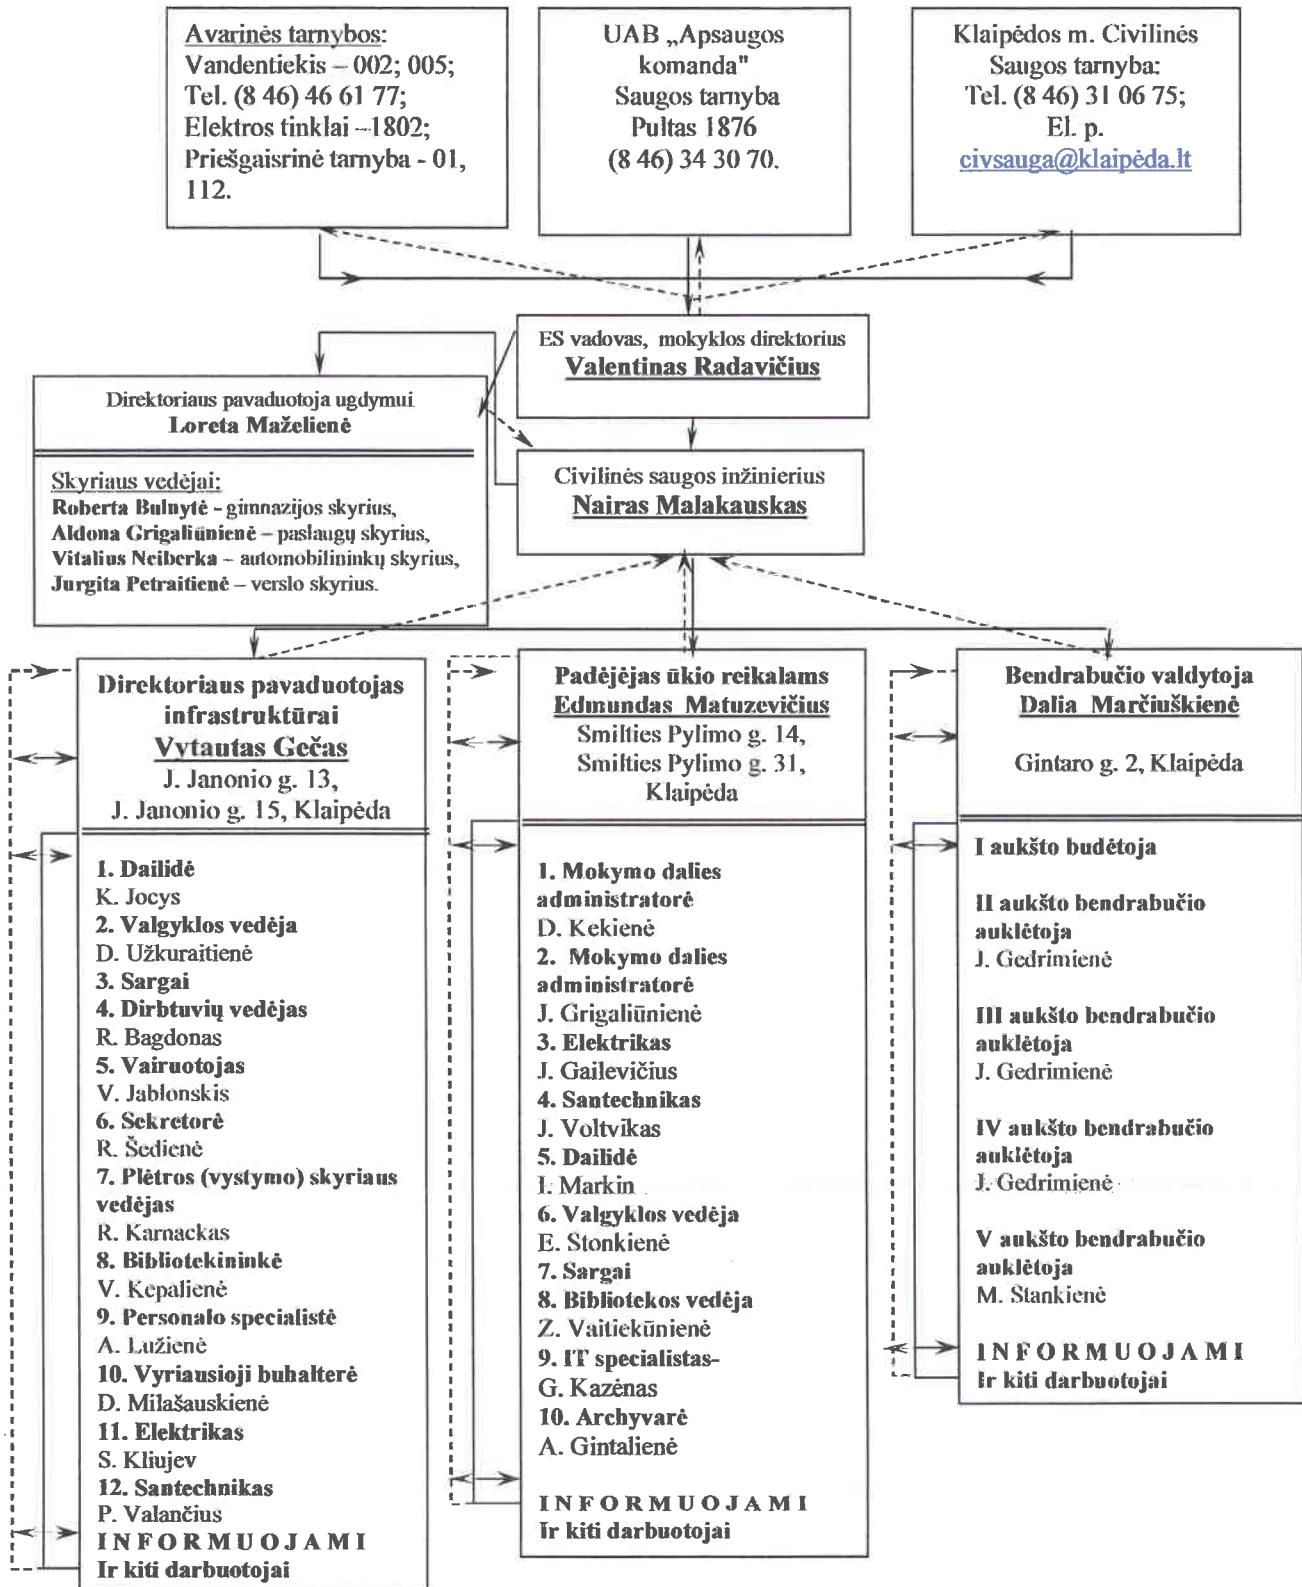 Avarinės tarnybos:
Vandentiekis – 002; 005;
Tel. (8 46) 46 61 77;
Elektros tinklai –1802;
Priešgaisrinė tarnyba - 01,
112.
UAB „Apsaugos
komanda"
Saugos tarnyba
Pultas 1876
(8 46) 34 30 70.
Klaipėdos m. Civilinės
Saugos tarnyba:
Tel. (8 46) 31 06 75;
El. p.
civsauga@klaipėda.lt
ES vadovas, mokyklos direktorius
Valentinas Radavičius
Direktoriaus pavaduotoja ugdymui
Loreta Maželienė
Skyriaus vedėjai:
Roberta Bulnytė - gimnazijos skyrius,
Aldona Grigaliūnienė – paslaugų skyrius,
Vitalius Neiberka – automobilininkų skyrius,
Jurgita Petraitienė – verslo skyrius.
Civilinės saugos inžinierius
Nairas Malakauskas
Direktoriaus pavaduotojas
infrastruktūrai
Vytautas Gečas
J. Janonio g. 13,
J. Janonio g. 15, Klaipėda
1. Dailidė
K. Jocys
2. Valgyklos vedėja
D. Užkuraitienė
3. Sargai
4. Dirbtuvių vedėjas
R. Bagdonas
5. Vairuotojas
V. Jablonskis
6. Sekretorė
R. Šedienė
7. Plėtros (vystymo) skyriaus
vedėjas
R. Karnackas
8. Bibliotekininkė
V. Kepalienė
9. Personalo specialistė
A. Lužienė
10. Vyriausioji buhalterė
D. Milašauskienė
11. Elektrikas
S. Kliujev
12. Santechnikas
P. Valančius
I N F O R M U O J A M I
Ir kiti darbuotojai
Padėjėjas ūkio reikalams
Edmundas Matuzevičius
Smilties Pylimo g. 14,
Smilties Pylimo g. 31,
Klaipėda
1. Mokymo dalies
administratorė
D. Kekienė
2. Mokymo dalies
administratorė
J. Grigaliūnienė
3. Elektrikas
J. Gailevičius
4. Santechnikas
J. Voltvikas
5. Dailidė
I. Markin
6. Valgyklos vedėja
E. Stonkienė
7. Sargai
8. Bibliotekos vedėja
Z. Vaitiekūnienė
9. IT specialistas-
G. Kazėnas
10. Archyvarė
A. Gintalienė
I N F O R M U O J A M I
Ir kiti darbuotojai
Bendrabučio valdytoja
Dalia Marčiuškienė
Gintaro g. 2, Klaipėda
I aukšto budėtoja
II aukšto bendrabučio
auklėtoja
J. Gedrimienė
III aukšto bendrabučio
auklėtoja
J. Gedrimienė
IV aukšto bendrabučio
auklėtoja
J. Gedrimienė
V aukšto bendrabučio
auklėtoja
M. Stankienė
I N F O R M U O J A M I
Ir kiti darbuotojai